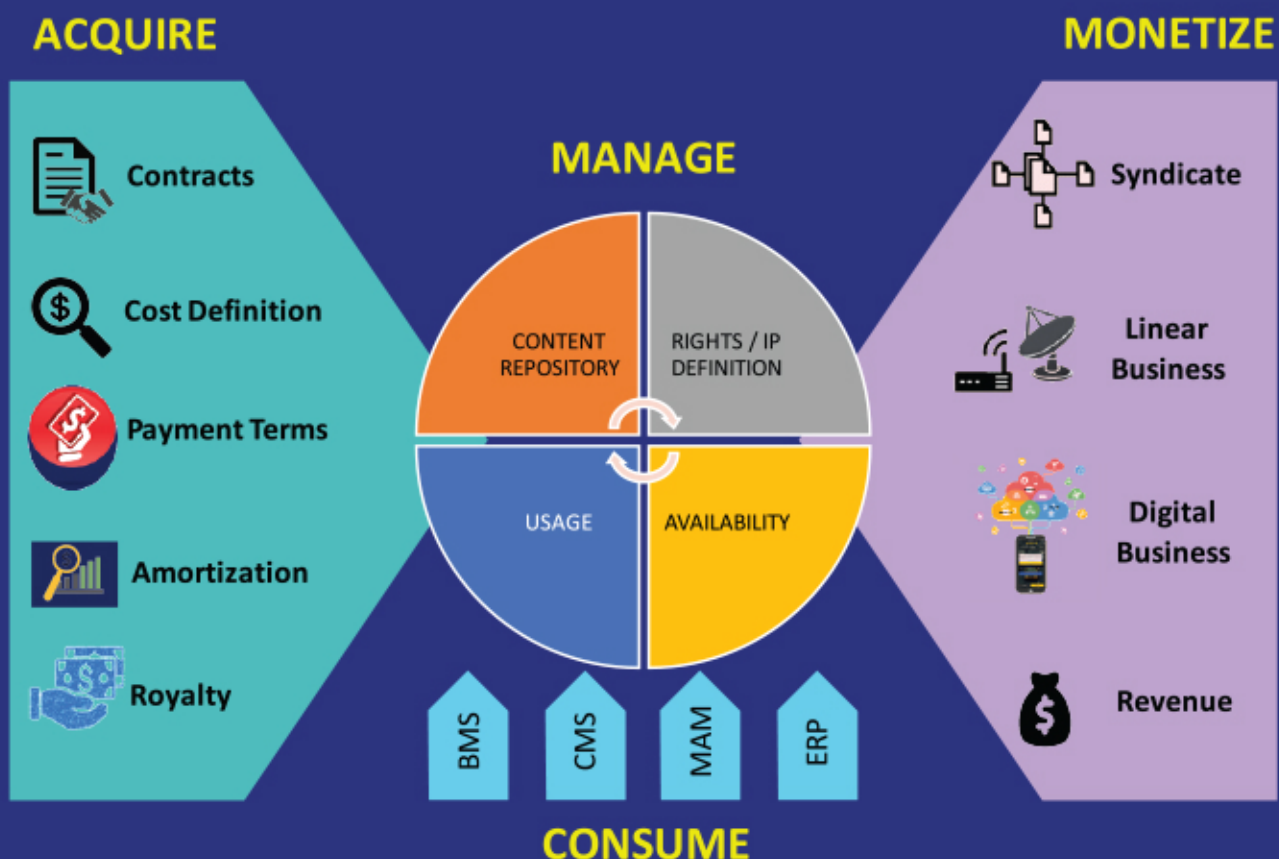 ACQUIRE
Contracts
Cost Definition
Payment Terms
Amortization
Royalty
MANAGE
CONTENT
REPOSITORY
RIGHTS / IP
DEFINITION
USAGE
AVAILABILITY
BMS
CMS
MAM
ERP
CONSUME
MONETIZE
Syndicate
Linear
Business
Digital
Business
Revenue